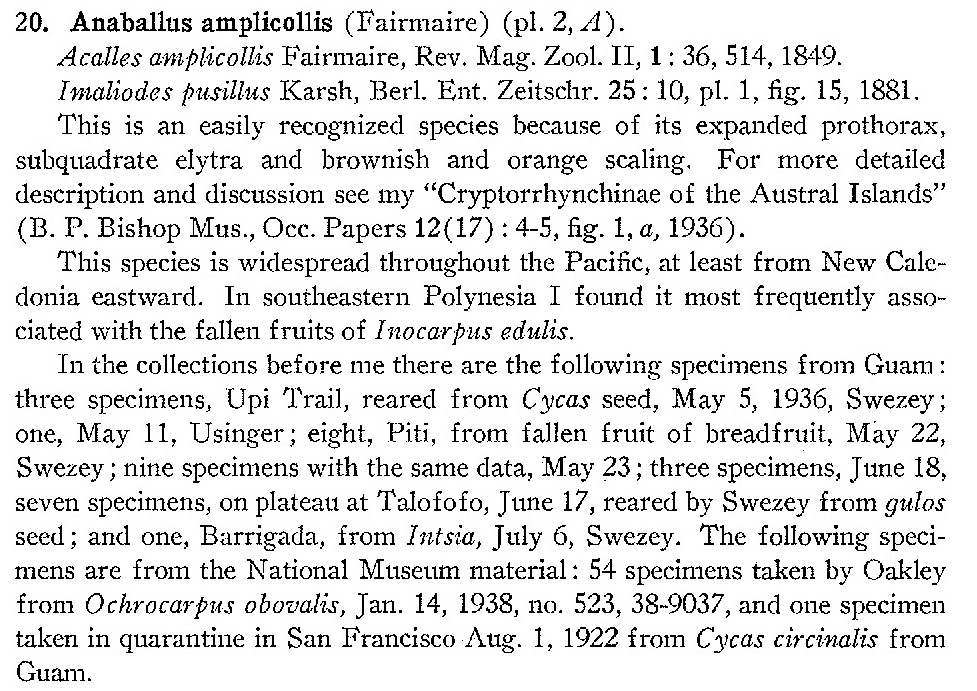 20. Anaballus amplicollis (Fairmaire) (pl. 2, A).
Acalles amplicollis Fairmaire, Rev. Mag. Zool. II, 1: 36, 514, 1849.
Imaliodes pusillus Karsh, Berl. Ent. Zeitschr. 25: 10, pl. 1, fig. 15, 1881.
This is an easily recognized species because of its expanded prothorax,
subquadrate elytra and brownish and orange scaling. For more detailed
description and discussion see my “Cryptorrhynchinae of the Austral Islands”
(B. P. Bishop Mus., Occ. Papers 12(17): 4-5, fig. 1, a, 1936).
This species is widespread throughout the Pacific, at least from New Cale-
donia eastward. In southeastern Polynesia I found it most frequently asso-
ciated with the fallen fruits of Inocarpus edulis.
In the collections before me there are the following specimens from Guam:
three specimens, Upi Trail, reared from Cycas seed, May 5, 1936, Swezey;
one, May 11, Usinger; eight, Piti, from fallen fruit of breadfruit, May 22,
Swezey; nine specimens with the same data, May 23; three specimens, June 18,
seven specimens, on plateau at Talofofo, June 17, reared by Swezey from gulos
seed; and one, Barrigada, from Intsia, July 6, Swezey. The following speci-
mens are from the National Museum material: 54 specimens taken by Oakley
from Ochrocarpus obovalis, Jan. 14, 1938, no. 523, 38-9037, and one specimen
taken in quarantine in San Francisco Aug. 1, 1922 from Cycas circinalis from
Guam.